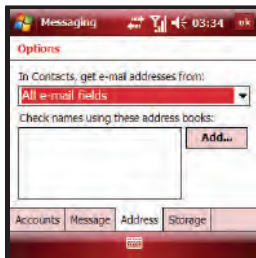 Messaging 03:34 ok
Options
In Contacts, get e-mail addresses from:
All e-mail fields
Check names using these address books:
Add...
Accounts Message Address Storage